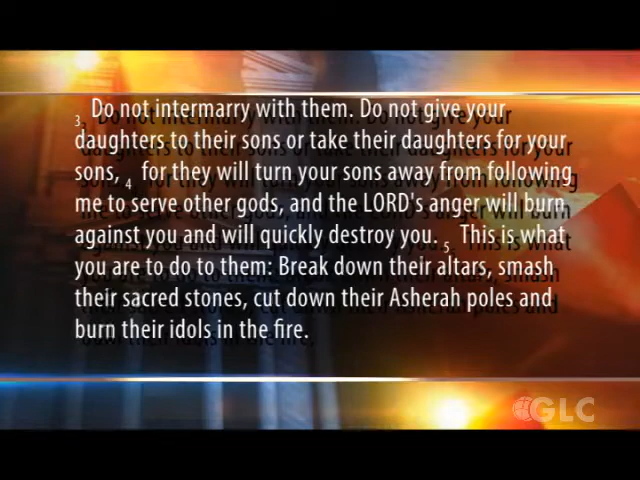 3 Do not intermarry with them. Do not give your
daughters to their sons or take their daughters for your
sons, 4 for they will turn your sons away from following
me to serve other gods, and the LORD's anger will burn
against you and will quickly destroy you. 5 This is what
you are to do to them: Break down their altars, smash
their sacred stones, cut down their Asherah poles and
burn their idols in the fire.
GLC